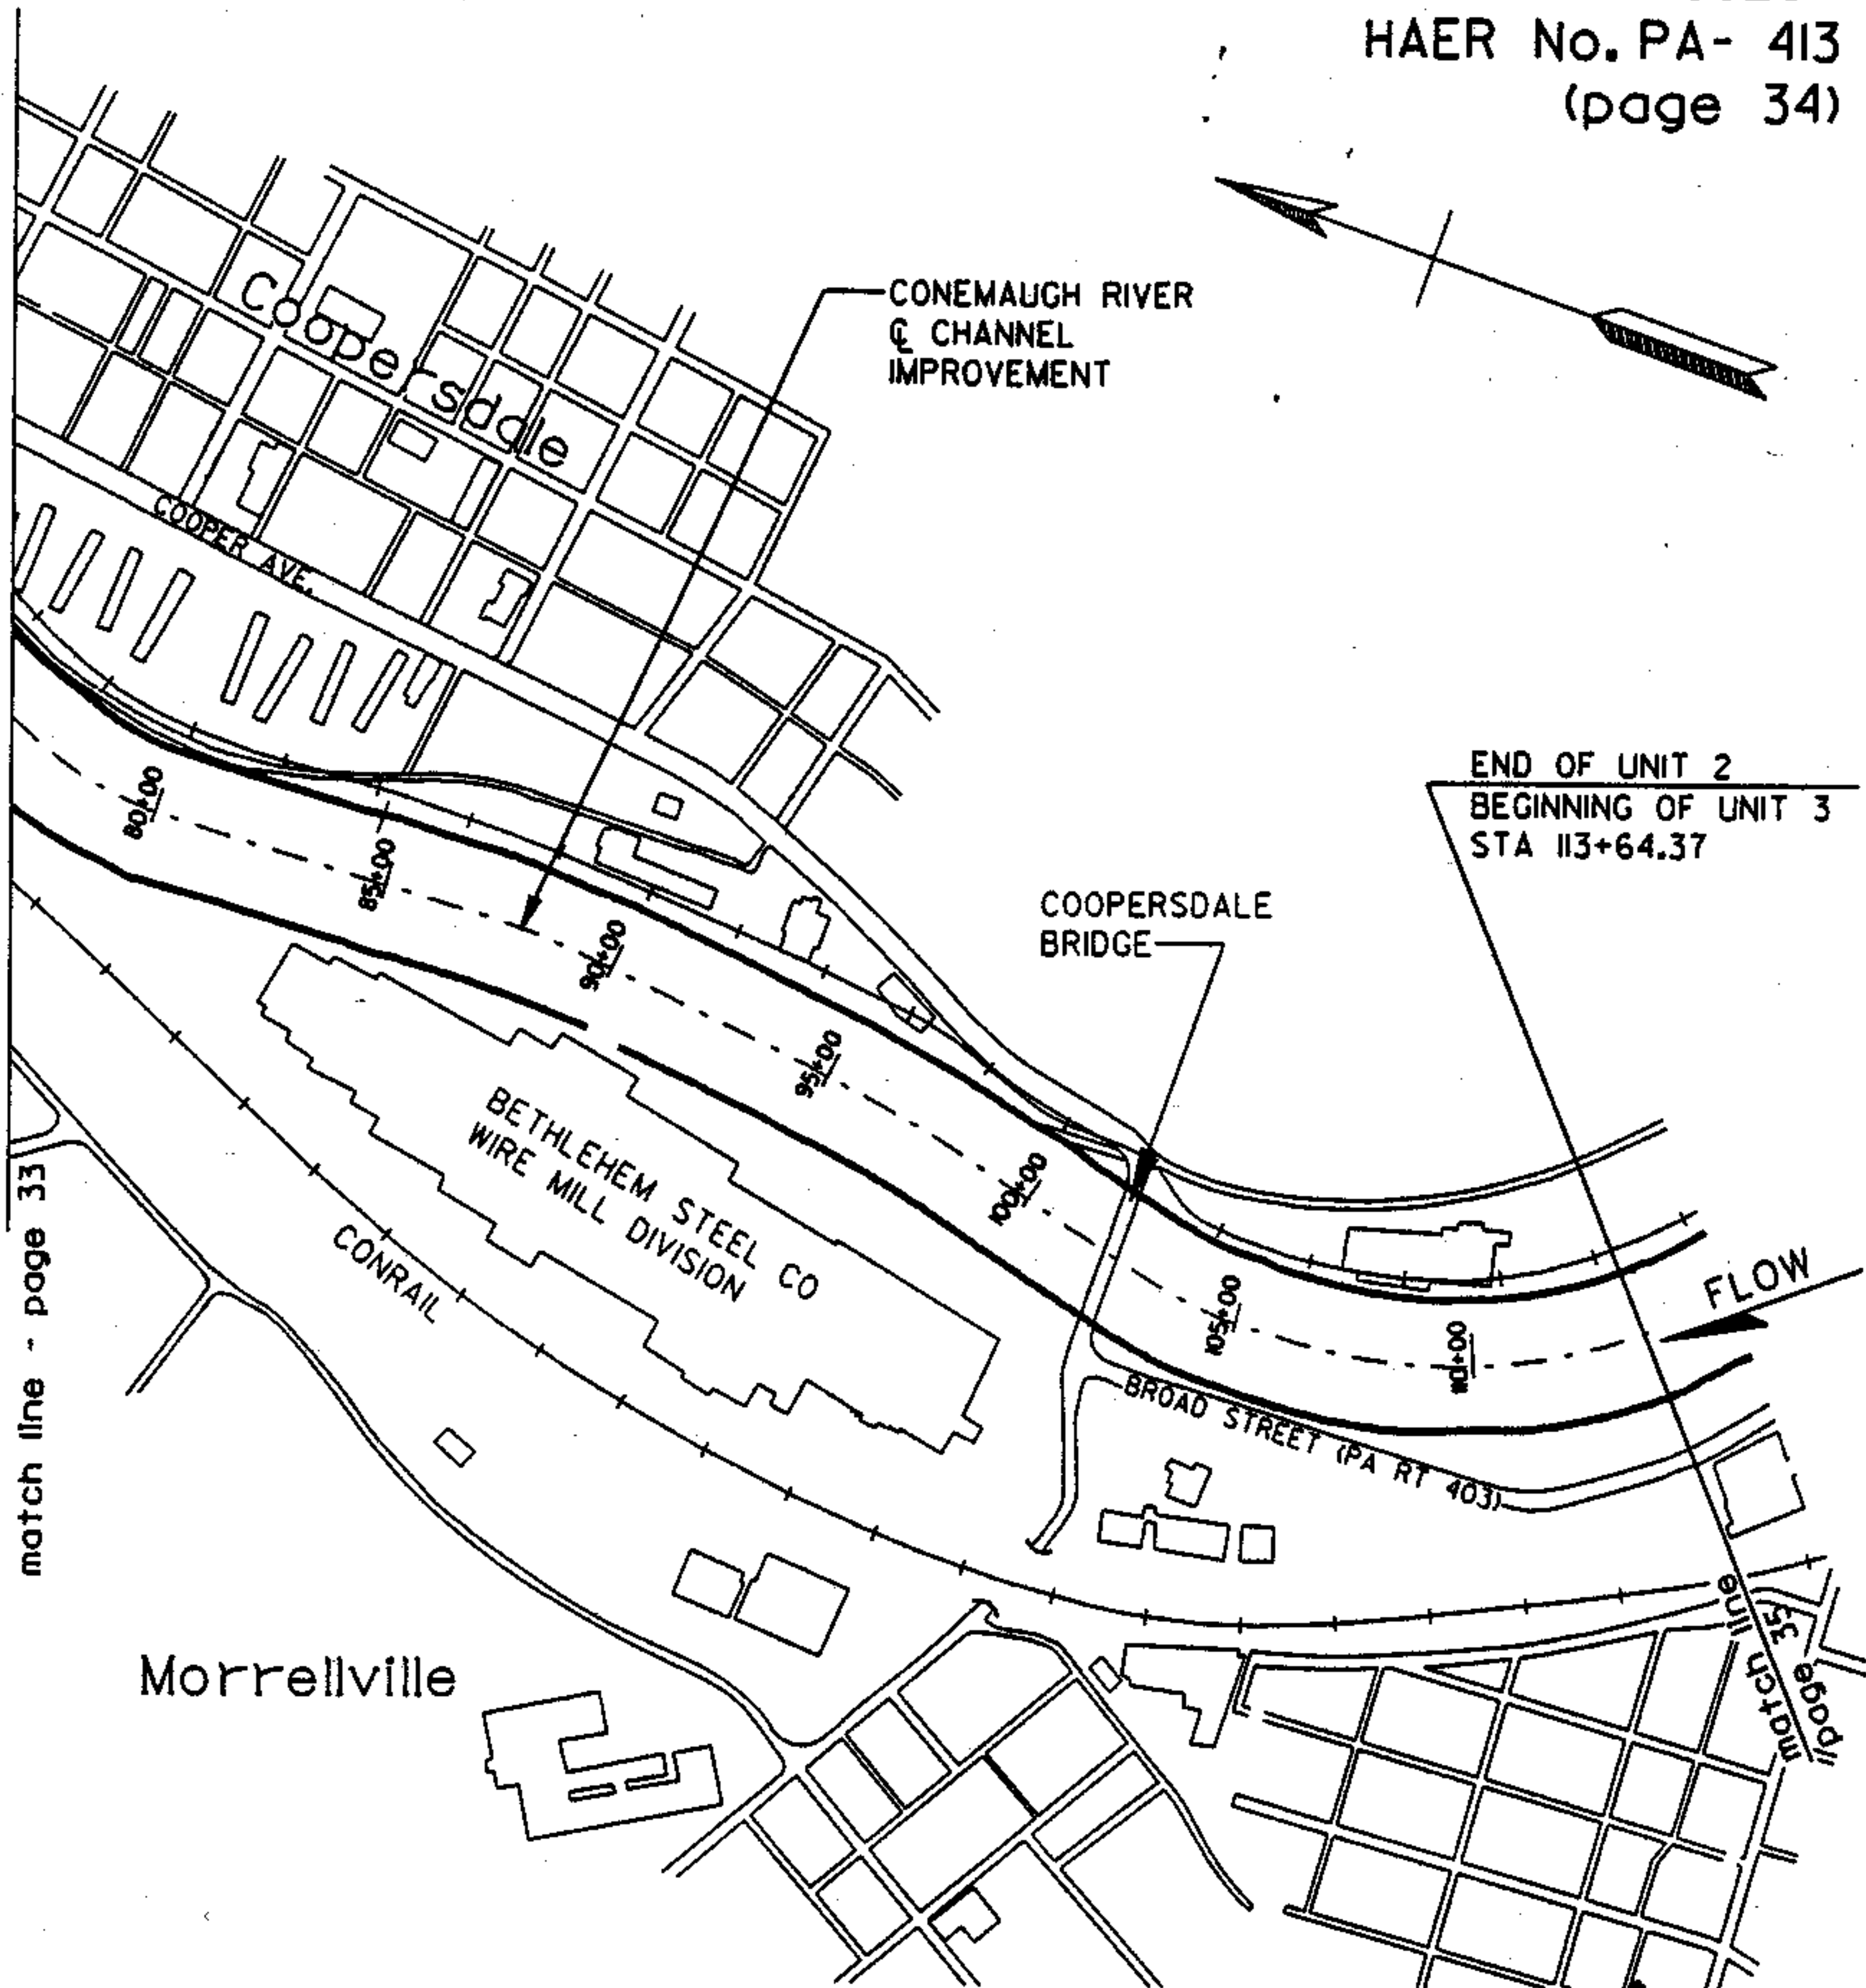 HAER No. PA- 413
(page 34)
Coopersdale
CONEMAUGH RIVER
℄ CHANNEL
IMPROVEMENT
COOPER AVE.
END OF UNIT 2
BEGINNING OF UNIT 3
STA 113+64.37
80+00
85+00
90+00
95+00
100+00
105+00
110+00
COOPERSDALE
BRIDGE
BETHLEHEM STEEL CO
WIRE MILL DIVISION
CONRAIL
FLOW
BROAD STREET (PA RT 403)
match line - page 33
Morrellville
match line
page 35